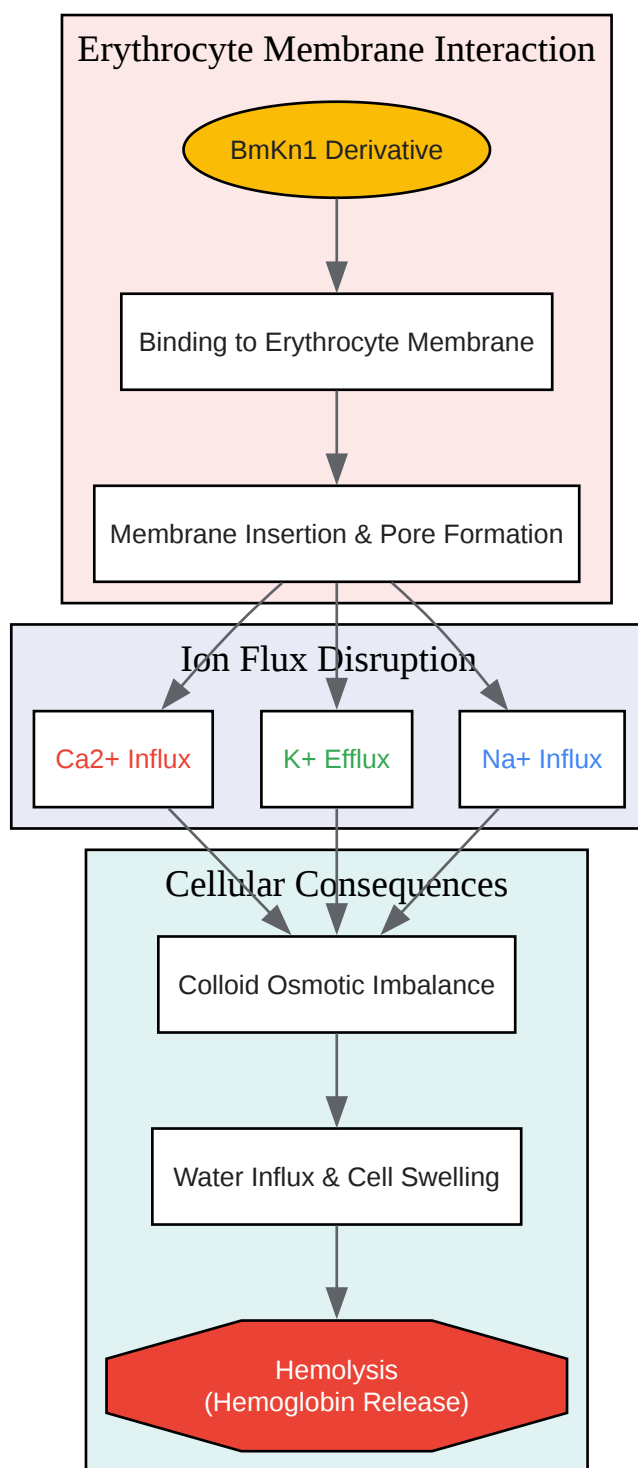 Erythrocyte Membrane Interaction
BmKn1 Derivative
Binding to Erythrocyte Membrane
Membrane Insertion & Pore Formation
Ion Flux Disruption
Ca2+ Influx
K+ Efflux
Na+ Influx
Cellular Consequences
Colloid Osmotic Imbalance
Water Influx & Cell Swelling
Hemolysis
(Hemoglobin Release)